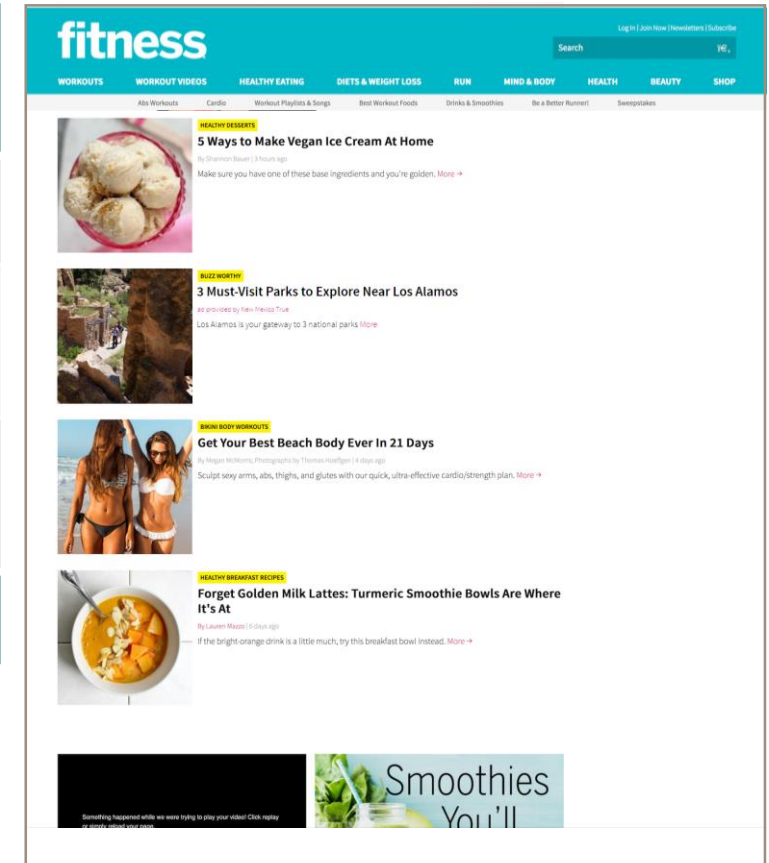 fitness
Log In | Join Now | Newsletters | Subscribe
Search
WORKOUTS WORKOUT VIDEOS HEALTHY EATING DIETS & WEIGHT LOSS RUN MIND & BODY HEALTH BEAUTY SHOP
Abs Workouts Cardio Workout Playlists & Songs Best Workout Foods Drinks & Smoothies Be a Better Runner! Sweepstakes
HEALTHY DESSERTS
5 Ways to Make Vegan Ice Cream At Home
By Shannon Bauer | 3 hours ago
Make sure you have one of these base ingredients and you're golden. More →
BUZZ WORTHY
3 Must-Visit Parks to Explore Near Los Alamos
ad provided by New Mexico True
Los Alamos is your gateway to 3 national parks More
BIKINI BODY WORKOUTS
Get Your Best Beach Body Ever In 21 Days
By Megan McMorris, Photographs by Thomas | 4 days ago
Sculpt sexy arms, abs, thighs, and glutes with our quick, ultra-effective cardio/strength plan. More →
HEALTHY BREAKFAST RECIPES
Forget Golden Milk Lattes: Turmeric Smoothie Bowls Are Where
It's At
By Lauren Mazzo | 6 days ago
If the bright-orange drink is a little much, try this breakfast bowl instead. More →
Something happened while we were trying to play your video! Click replay
or simply reload your page.
Smoothies
You'll